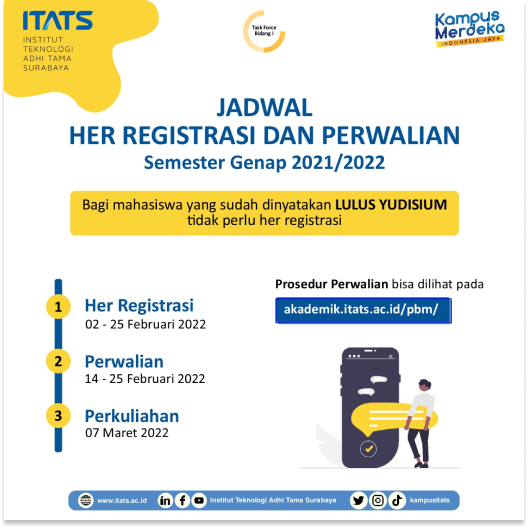 ITATS
INSTITUT
TEKNOLOGI
ADHI TAMA
SURABAYA
Task Force
Bidang I
Kampus
Merdeka
INDONESIA JAYA
JADWAL
HER REGISTRASI DAN PERWALIAN
Semester Genap 2021/2022
Bagi mahasiswa yang sudah dinyatakan LULUS YUDISIUM
tidak perlu her registrasi
1
Her Registrasi
02 - 25 Februari 2022
2
Perwalian
14 - 25 Februari 2022
3
Perkuliahan
07 Maret 2022
Prosedur Perwalian bisa dilihat pada
akademik.itats.ac.id/pbm/
www.itats.ac.id
Institut Teknologi Adhi Tama Surabaya
kampusitats